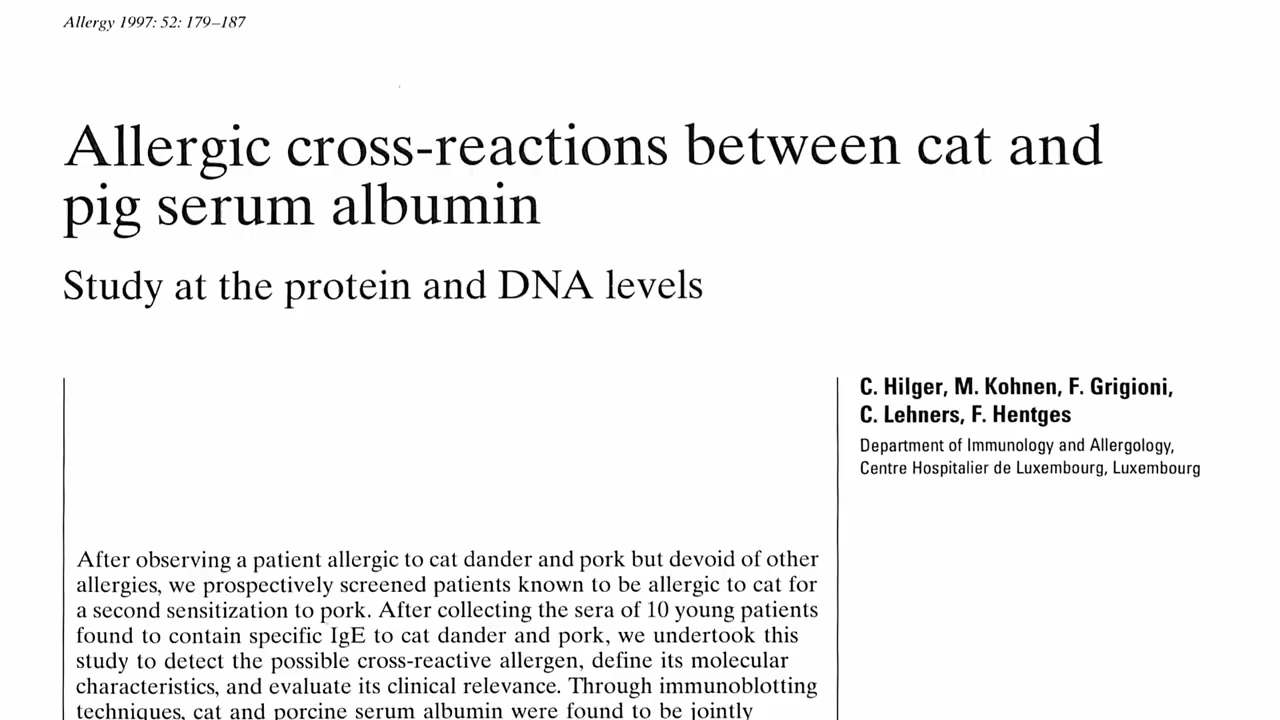 Allergy 1997: 52: 179–187
Allergic cross-reactions between cat and
pig serum albumin
Study at the protein and DNA levels
C. Hilger, M. Kohnen, F. Grigioni,
C. Lehners, F. Hentges
Department of Immunology and Allergology,
Centre Hospitalier de Luxembourg, Luxembourg
After observing a patient allergic to cat dander and pork but devoid of other
allergies, we prospectively screened patients known to be allergic to cat for
a second sensitization to pork. After collecting the sera of 10 young patients
found to contain specific IgE to cat dander and pork, we undertook this
study to detect the possible cross-reactive allergen, define its molecular
characteristics, and evaluate its clinical relevance. Through immunoblotting
techniques, cat and porcine serum albumin were found to be jointly